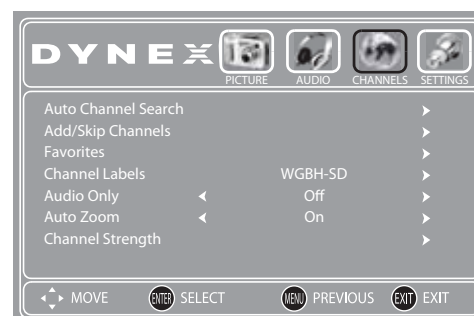 DYNEX
PICTURE AUDIO CHANNELS SETTINGS
Auto Channel Search
Add/Skip Channels
Favorites
Channel Labels WGBH-SD
Audio Only Off
Auto Zoom On
Channel Strength
MOVE ENTER SELECT MENU PREVIOUS EXIT EXIT